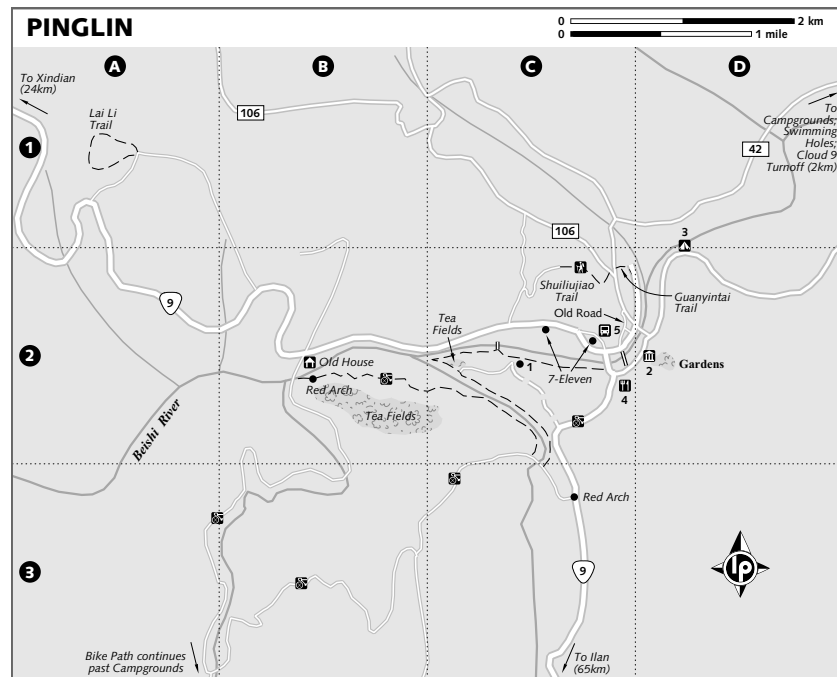 PINGLIN
0 2 km
0 1 mile
A
B
C
D
To Xindian
(24km)
Lai Li
Trail
106
To
Campgrounds;
Swimming
Holes;
Cloud 9
Turnoff (2km)
1
42
106
3
Shuiliujiao
Trail
Guanyintai
Trail
9
Old Road
5
Tea
Fields
2
Old House
1
7-Eleven
2
Gardens
Red Arch
4
Tea Fields
Beishi River
Red Arch
3
9
lp
Bike Path continues
past Campgrounds
To Ilan
(65km)